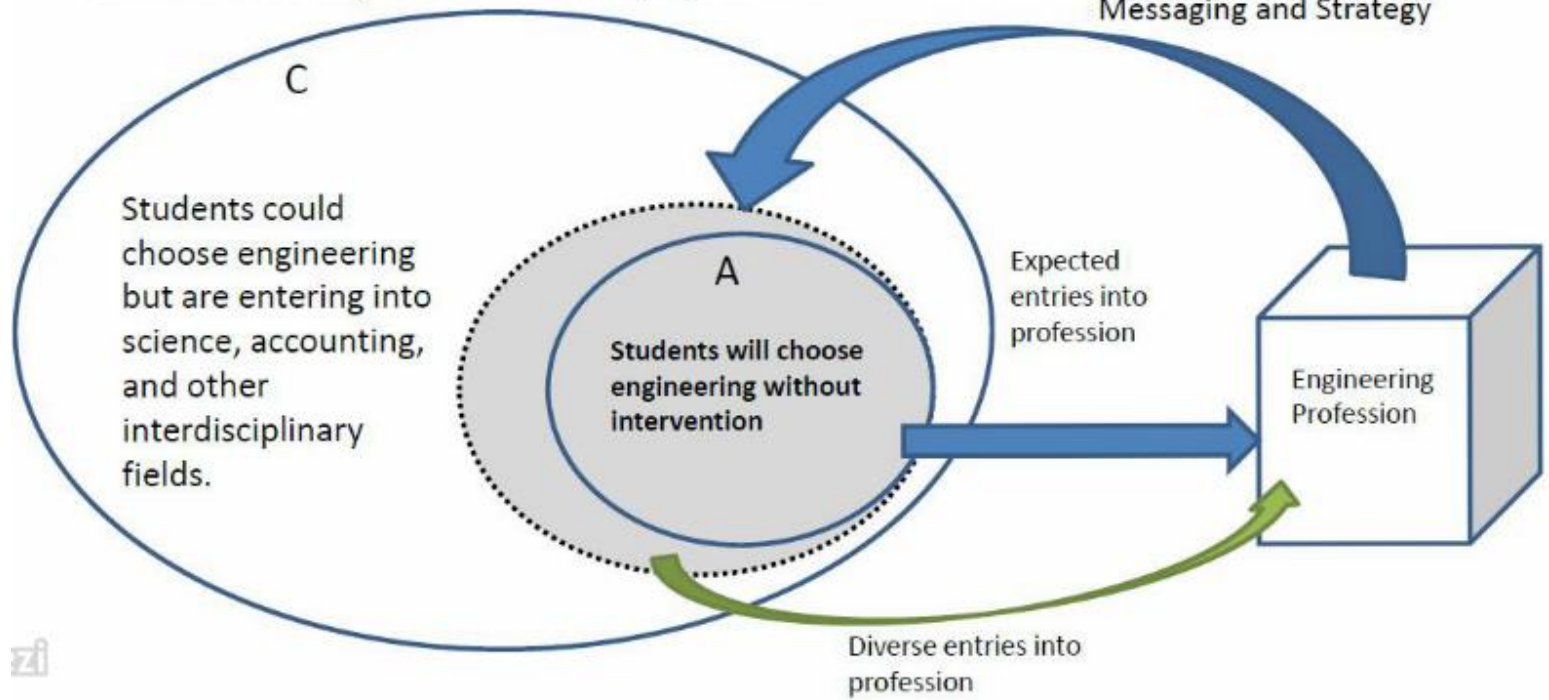 Messaging and Strategy
C
Students could
choose engineering
but are entering into
science, accounting,
and other
interdisciplinary
fields.
A
Students will choose
engineering without
intervention
Expected
entries into
profession
Engineering
Profession
Diverse entries into
profession
zi